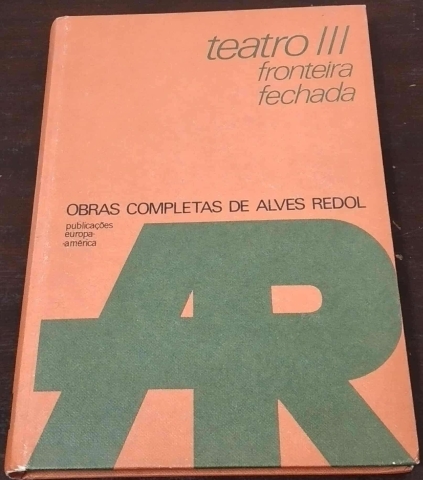 teatro III
fronteira
fechada
OBRAS COMPLETAS DE ALVES REDOL
publicações
europa-
-américa
AR